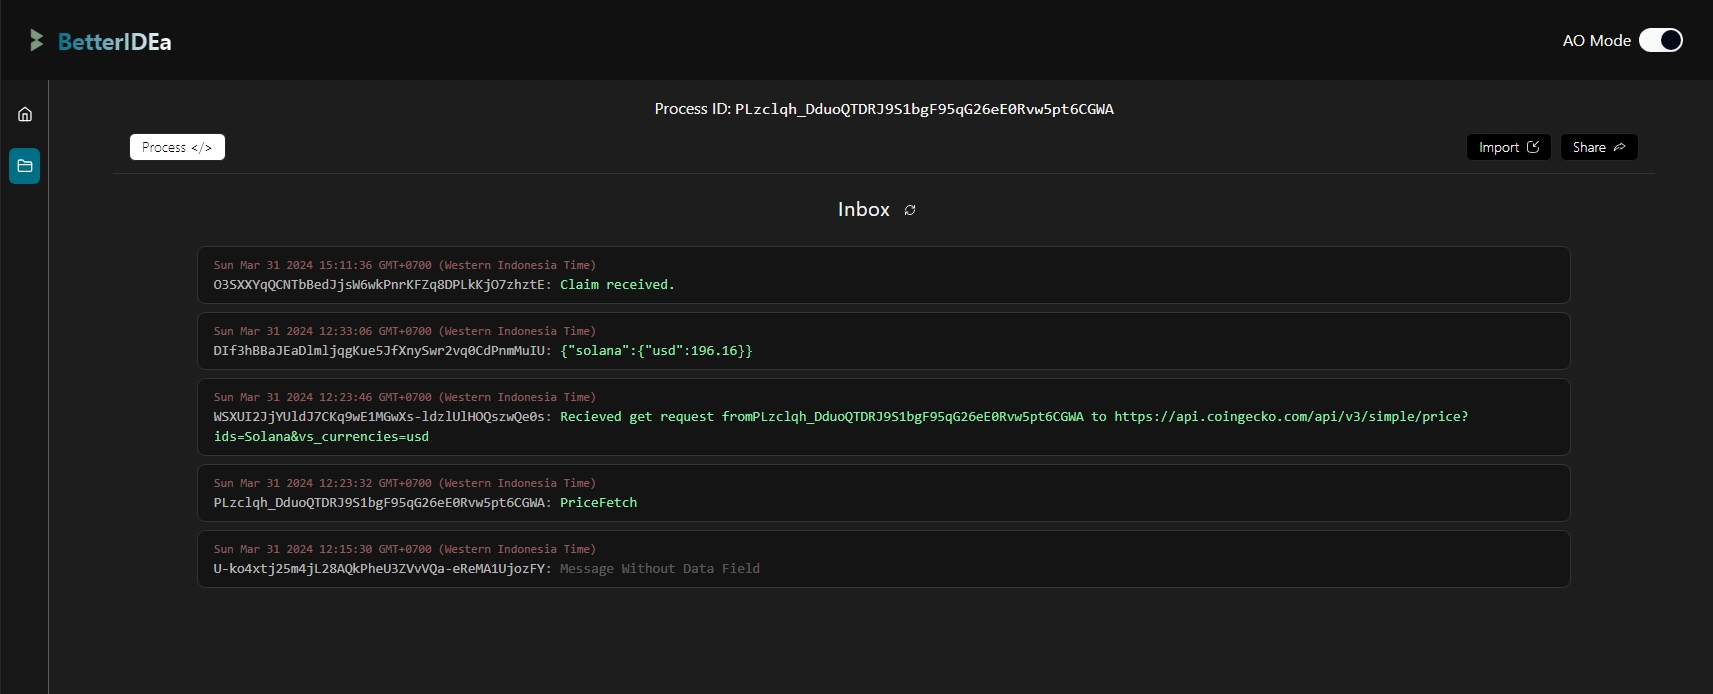 BetterIDEa
AO Mode
Process ID: PLzclqh_DduoQTDRJ9S1bgF95qG26eE0Rvw5pt6CGWA
Process </>
Import
Share
Inbox
Sun Mar 31 2024 15:11:36 GMT+0700 (Western Indonesia Time)
O3SXXYqQCNTbBedJjsW6wkPnrKFZq8DPLkKjO7zhztE: Claim received.
Sun Mar 31 2024 12:33:06 GMT+0700 (Western Indonesia Time)
DIf3hBBaJEaDlmljqgKue5JfXnySwr2vq0CdPnmMuIU: {"solana":{"usd":196.16}}
Sun Mar 31 2024 12:23:46 GMT+0700 (Western Indonesia Time)
WSXUI2JjYUldJ7CKq9wE1MGwXs-ldzlUlHOQszwQe0s: Recieved get request fromPLzclqh_DduoQTDRJ9S1bgF95qG26eE0Rvw5pt6CGWA to https://api.coingecko.com/api/v3/simple/price?
ids=Solana&vs_currencies=usd
Sun Mar 31 2024 12:23:32 GMT+0700 (Western Indonesia Time)
PLzclqh_DduoQTDRJ9S1bgF95qG26eE0Rvw5pt6CGWA: PriceFetch
Sun Mar 31 2024 12:15:30 GMT+0700 (Western Indonesia Time)
U-ko4xtj25m4jL28AQkPheU3ZVvVQa-eReMA1UjozFY: Message Without Data Field